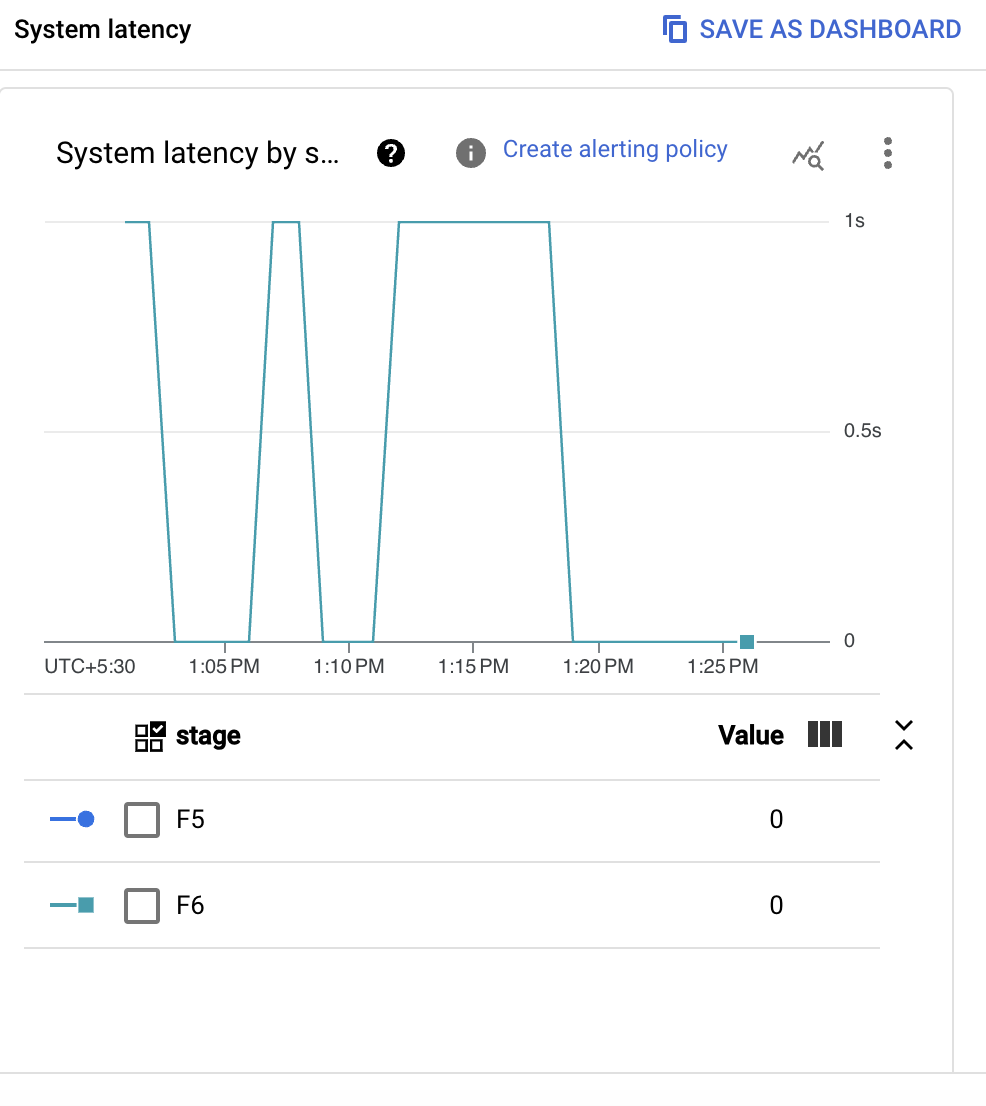 System latency
SAVE AS DASHBOARD
System latency by s...
Create alerting policy
1s
0.5s
0
UTC+5:30 1:05 PM 1:10 PM 1:15 PM 1:20 PM 1:25 PM
stage Value
F5 0
F6 0